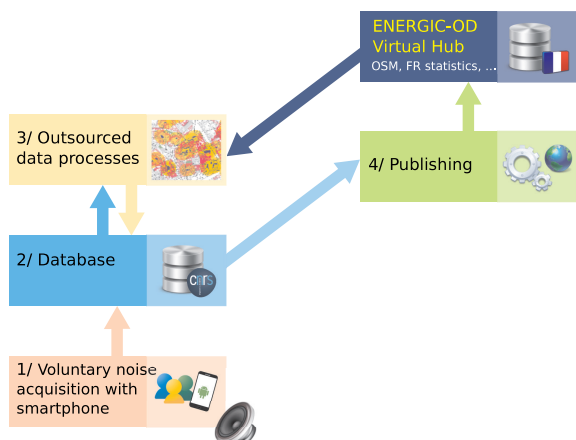 ENERGIC-OD
Virtual Hub
OSM, FR statistics, ...
3/ Outsourced
data processes
4/ Publishing
2/ Database
cnrs
1/ Voluntary noise
acquisition with
smartphone